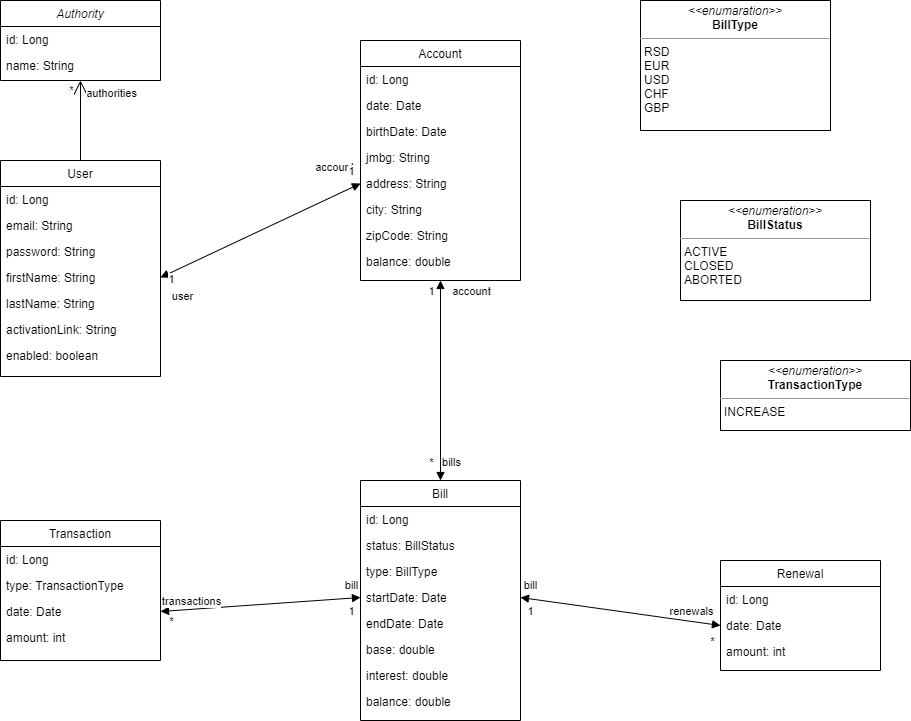 Authority
id: Long
name: String
*
authorities
User
id: Long
email: String
password: String
firstName: String
lastName: String
activationLink: String
enabled: boolean
1
user
1
Account
id: Long
date: Date
birthDate: Date
jmbg: String
address: String
city: String
zipCode: String
balance: double
1
account
*
bills
Bill
id: Long
status: BillStatus
type: BillType
startDate: Date
endDate: Date
base: double
interest: double
balance: double
Transaction
id: Long
type: TransactionType
date: Date
amount: int
transactions
*
bill
1
bill
1
renewals
*
Renewal
id: Long
date: Date
amount: int
<<enumaration>>
BillType
RSD
EUR
USD
CHF
GBP
<<enumeration>>
BillStatus
ACTIVE
CLOSED
ABORTED
<<enumeration>>
TransactionType
INCREASE